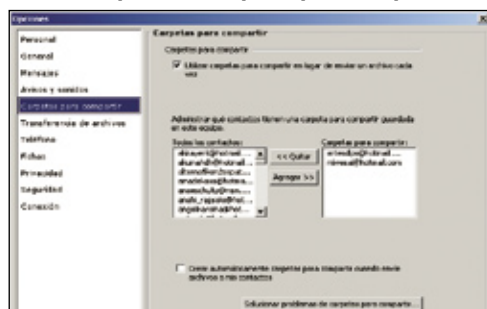 Opciones
Personal
General
Mensajes
Avisos y sonidos
Carpetas para compartir
Transferencia de archivos
Teléfono
Fichas
Privacidad
Seguridad
Conexión
Carpetas para compartir
Carpetas para compartir
Utilizar carpetas para compartir en lugar de enviar un archivo cada
vez
Administrar qué contactos tienen una carpeta para compartir guardada
en este equipo.
Todos los contactos:
Carpetas para compartir:
<< Quitar
Agregar >>
Crear automáticamente carpetas para compartir cuando envíe
archivos a mis contactos
Solucionar problemas de carpetas para compartir...